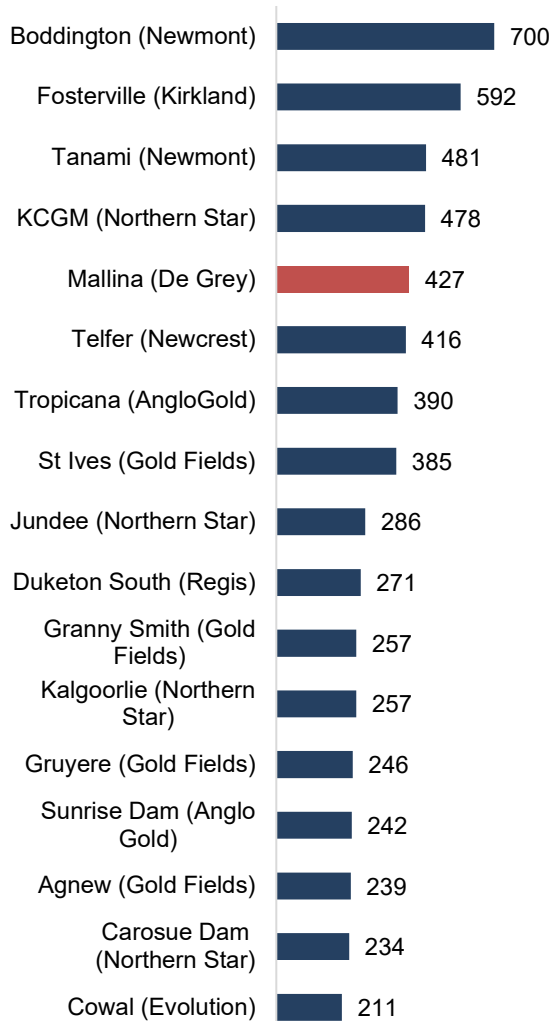 Boddington (Newmont) 700
Fosterville (Kirkland) 592
Tanami (Newmont) 481
KCGM (Northern Star) 478
Mallina (De Grey) 427
Telfer (Newcrest) 416
Tropicana (AngloGold) 390
St Ives (Gold Fields) 385
Jundee (Northern Star) 286
Duketon South (Regis) 271
Granny Smith (Gold
Fields) 257
Kalgoorlie (Northern
Star) 257
Gruyere (Gold Fields) 246
Sunrise Dam (Anglo
Gold) 242
Agnew (Gold Fields) 239
Carosue Dam
(Northern Star) 234
Cowal (Evolution) 211